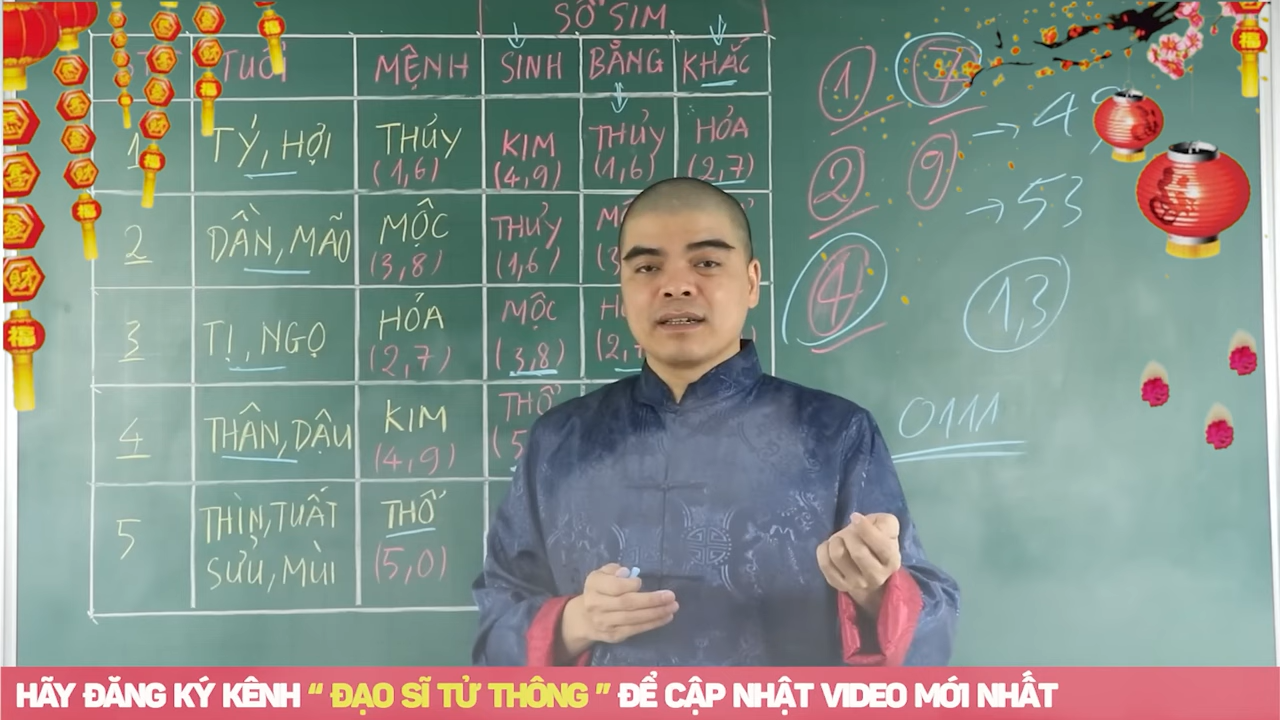 SỐ SIM
TUỔI MỆNH SINH BẰNG KHẮC
1 TÝ, HỢI THỦY (1,6) KIM (4,9) THỦY (1,6) HỎA (2,7)
2 DẦN, MÃO MỘC (3,8) THỦY (1,6)
3 TỊ, NGỌ HỎA (2,7) MỘC (3,8)
4 THÂN, DẬU KIM (4,9) THỔ
5 THÌN, TUẤT SỬU, MÙI THỔ (5,0)
1 7
2 9
4
→ 49
→ 53
1,3
0111
HÃY ĐĂNG KÝ KÊNH “ ĐẠO SĨ TỬ THÔNG ” ĐỂ CẬP NHẬT VIDEO MỚI NHẤT